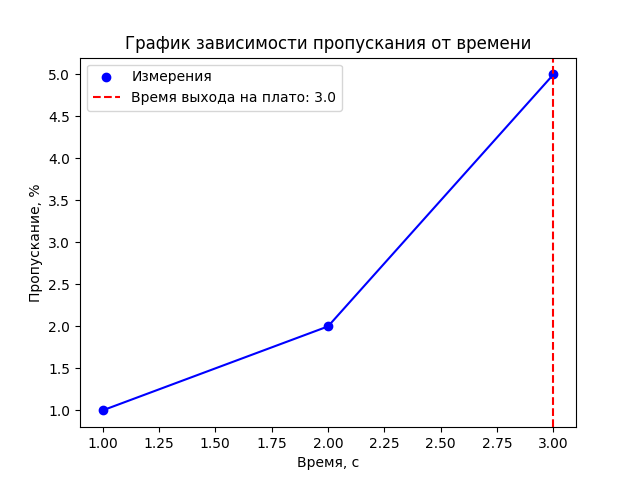 График зависимости пропускания от времени
Измерения
Время выхода на плато: 3.0
Пропускание, %
5.0
4.5
4.0
3.5
3.0
2.5
2.0
1.5
1.0
1.00 1.25 1.50 1.75 2.00 2.25 2.50 2.75 3.00
Время, с